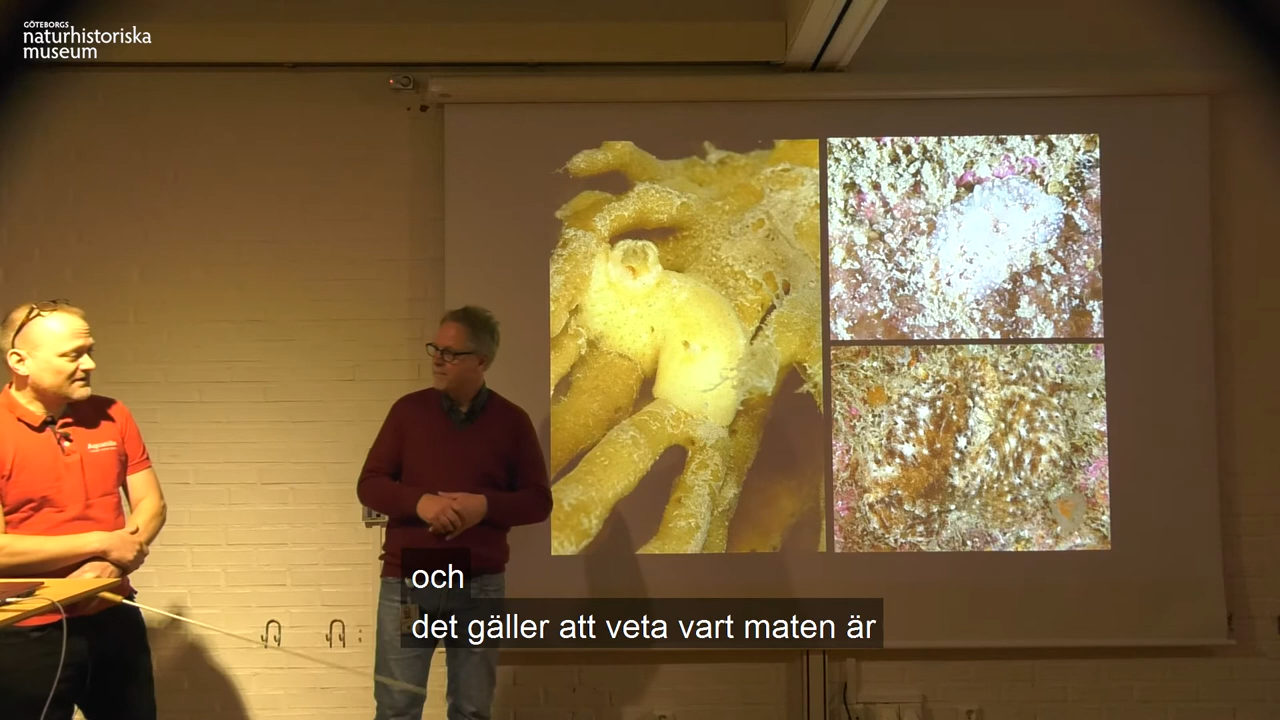 GÖTEBORGS
naturhistoriska
museum
och
det gäller att veta vart maten är